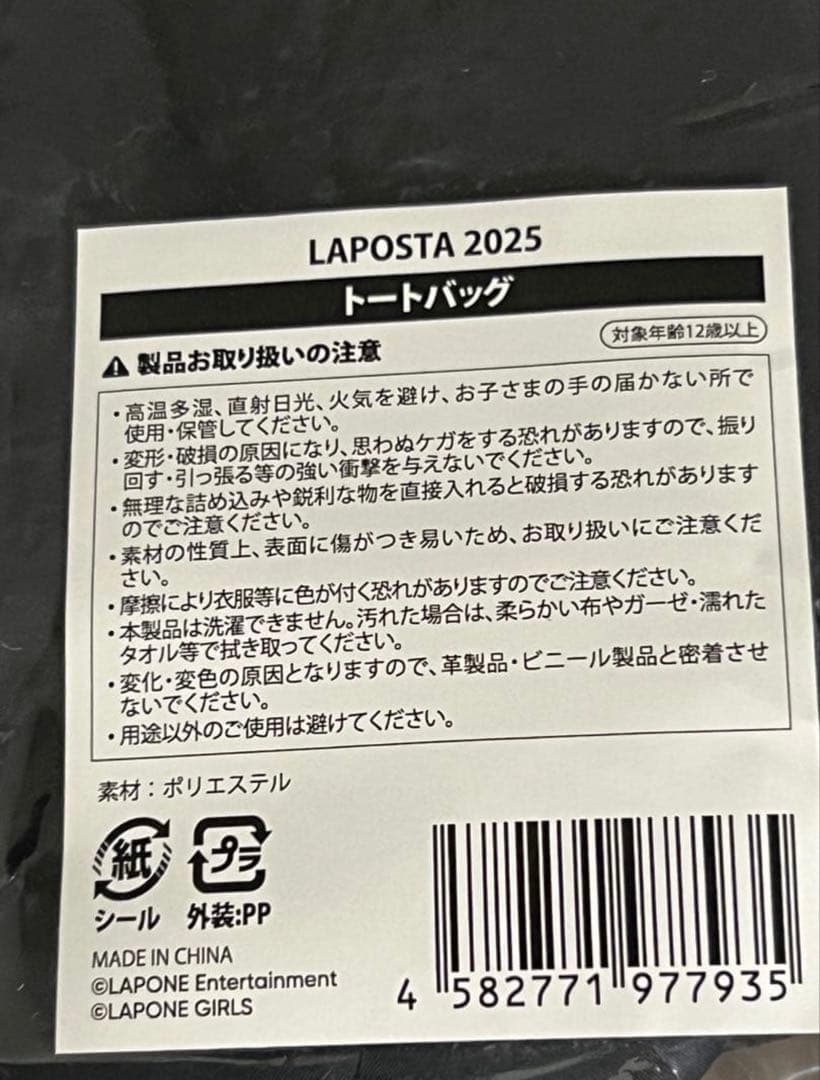 LAPOSTA 2025
トートバッグ
対象年齢12歳以上
製品お取り扱いの注意
・高温多湿、直射日光、火気を避け、お子さまの手の届かない所で
使用・保管してください。
・変形・破損の原因になり、思わぬケガをする恐れがありますので、振り
回す・引っ張る等の強い衝撃を与えないでください。
・無理な詰め込みや鋭利な物を直接入れると破損する恐れがあります
のでご注意ください。
・素材の性質上、表面に傷がつき易いため、お取り扱いにご注意くだ
さい。
・摩擦により衣服等に色が付く恐れがありますのでご注意ください。
・本製品は洗濯できません。汚れた場合は、柔らかい布やガーゼ・濡れた
タオル等で拭き取ってください。
・変化・変色の原因となりますので、革製品・ビニール製品と密着させ
ないでください。
・用途以外のご使用は避けてください。
素材：ポリエステル
紙 プラ
シール 外装:PP
MADE IN CHINA
©LAPONE Entertainment
©LAPONE GIRLS
4 582771 977935